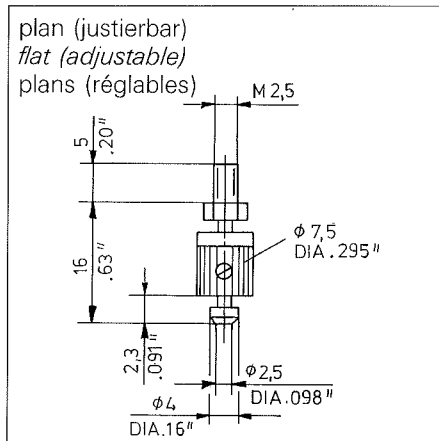 plan (justierbar)
flat (adjustable)
plans (réglables)
M 2,5
5
.20"
16
.63"
ϕ 7,5
DIA.295"
2,3
.091"
ϕ2,5
DIA.098"
ϕ4
DIA.16"